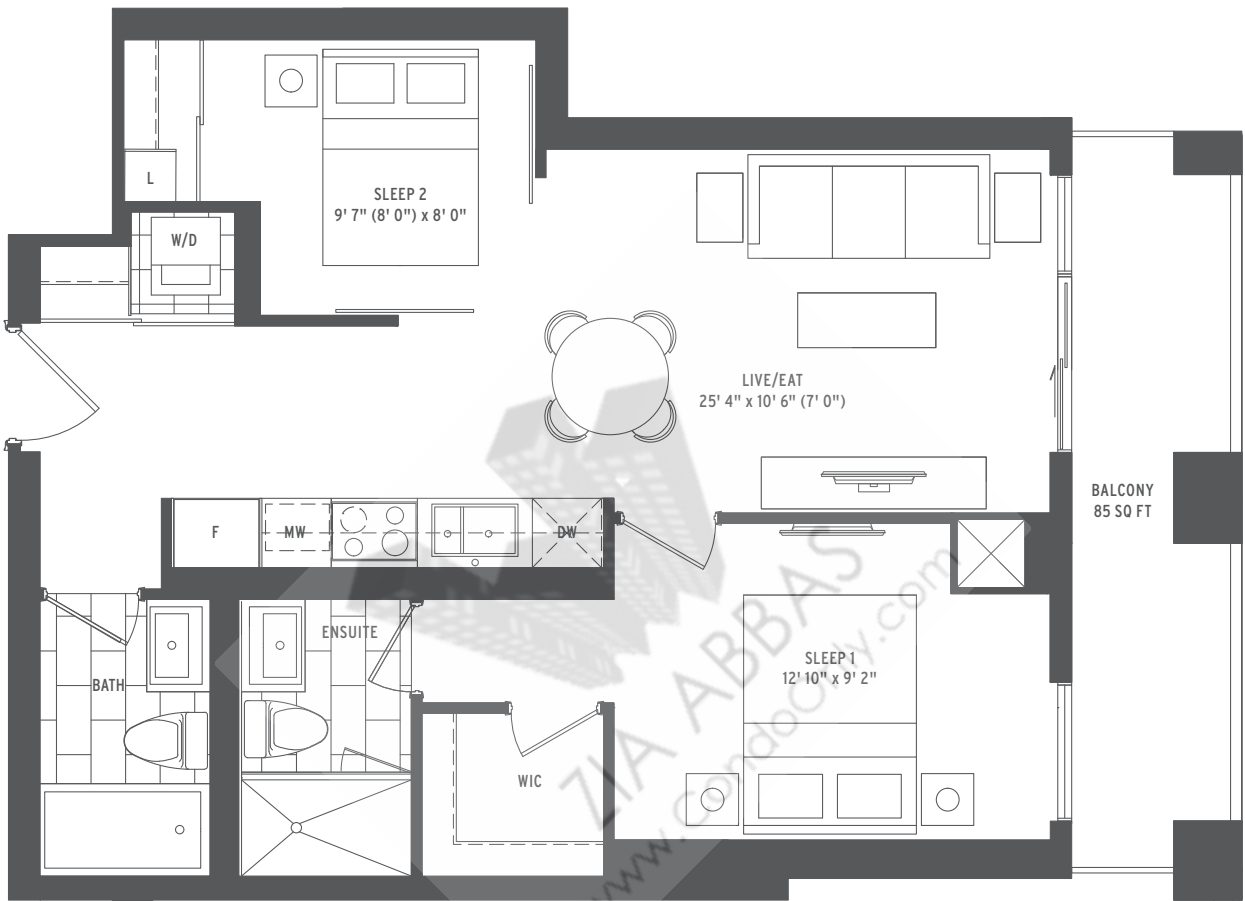 L
SLEEP 2
9' 7" (8' 0") x 8' 0"
W/D
LIVE/EAT
25' 4" x 10' 6" (7' 0")
BALCONY
85 SQ FT
F
MW
DW
ENSUITE
BATH
SLEEP 1
12' 10" x 9' 2"
WIC
ZIA ABBAS
www.condoOnly.com